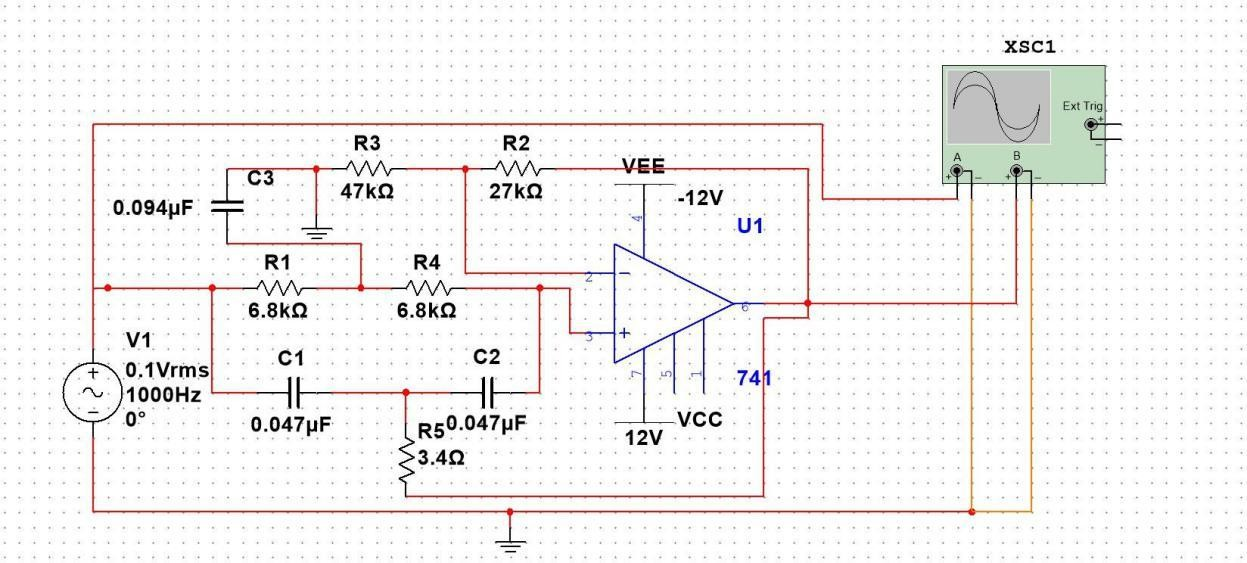 XSC1
Ext Trig
+
−
A
B
+ −
+ −
R3
47kΩ
R2
27kΩ
C3
0.094µF
VEE
-12V
4
U1
R1
6.8kΩ
R4
6.8kΩ
2
−
3
+
6
7
5
1
741
VCC
12V
V1
+
−
0.1Vrms
1000Hz
0°
C1
0.047µF
C2
0.047µF
R5
3.4Ω